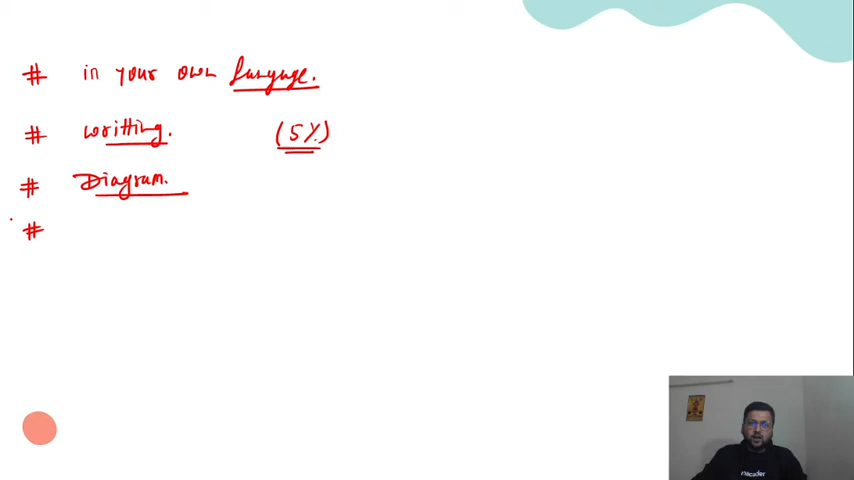 # in your own language.
# writting. (5%)
# Diagram.
#